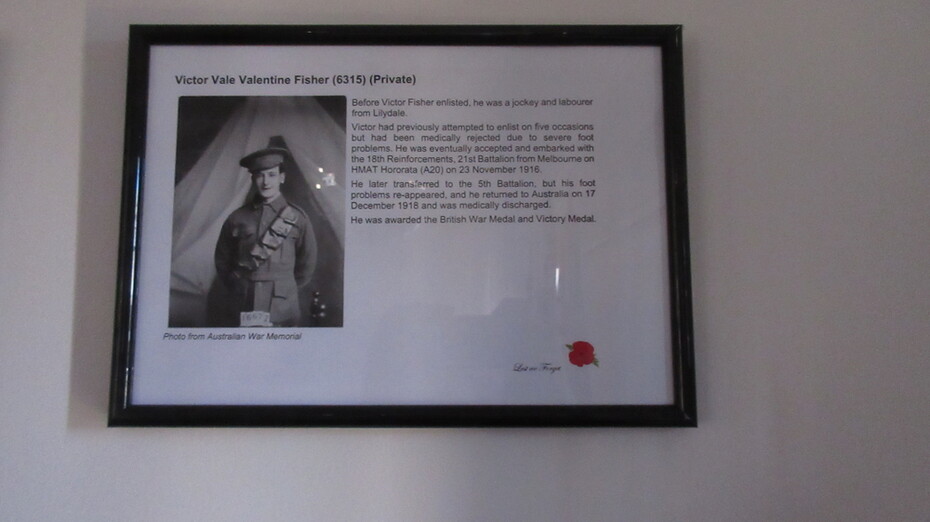 Victor Vale Valentine Fisher (6315) (Private)
Before Victor Fisher enlisted, he was a jockey and labourer
from Lilydale.
Victor had previously attempted to enlist on five occasions
but had been medically rejected due to severe foot
problems. He was eventually accepted and embarked with
the 18th Reinforcements, 21st Battalion from Melbourne on
HMAT Hororata (A20) on 23 November 1916.
He later transferred to the 5th Battalion, but his foot
problems re-appeared, and he returned to Australia on 17
December 1918 and was medically discharged.
He was awarded the British War Medal and Victory Medal.
Photo from Australian War Memorial
Lest we Forget